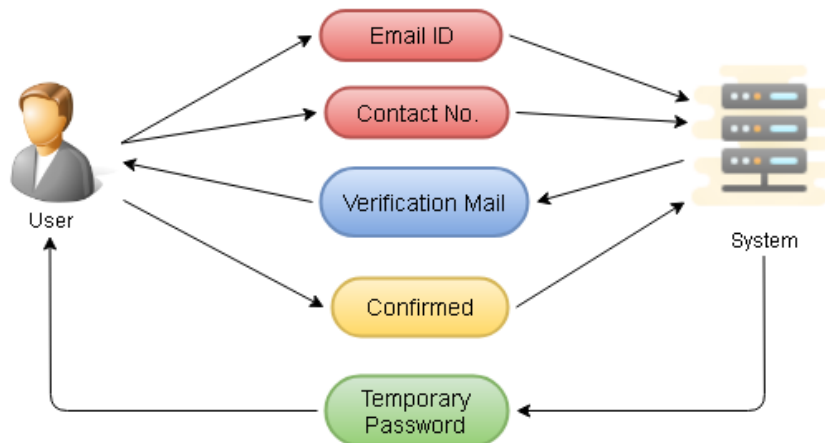 Email ID
Contact No.
Verification Mail
User
System
Confirmed
Temporary
Password